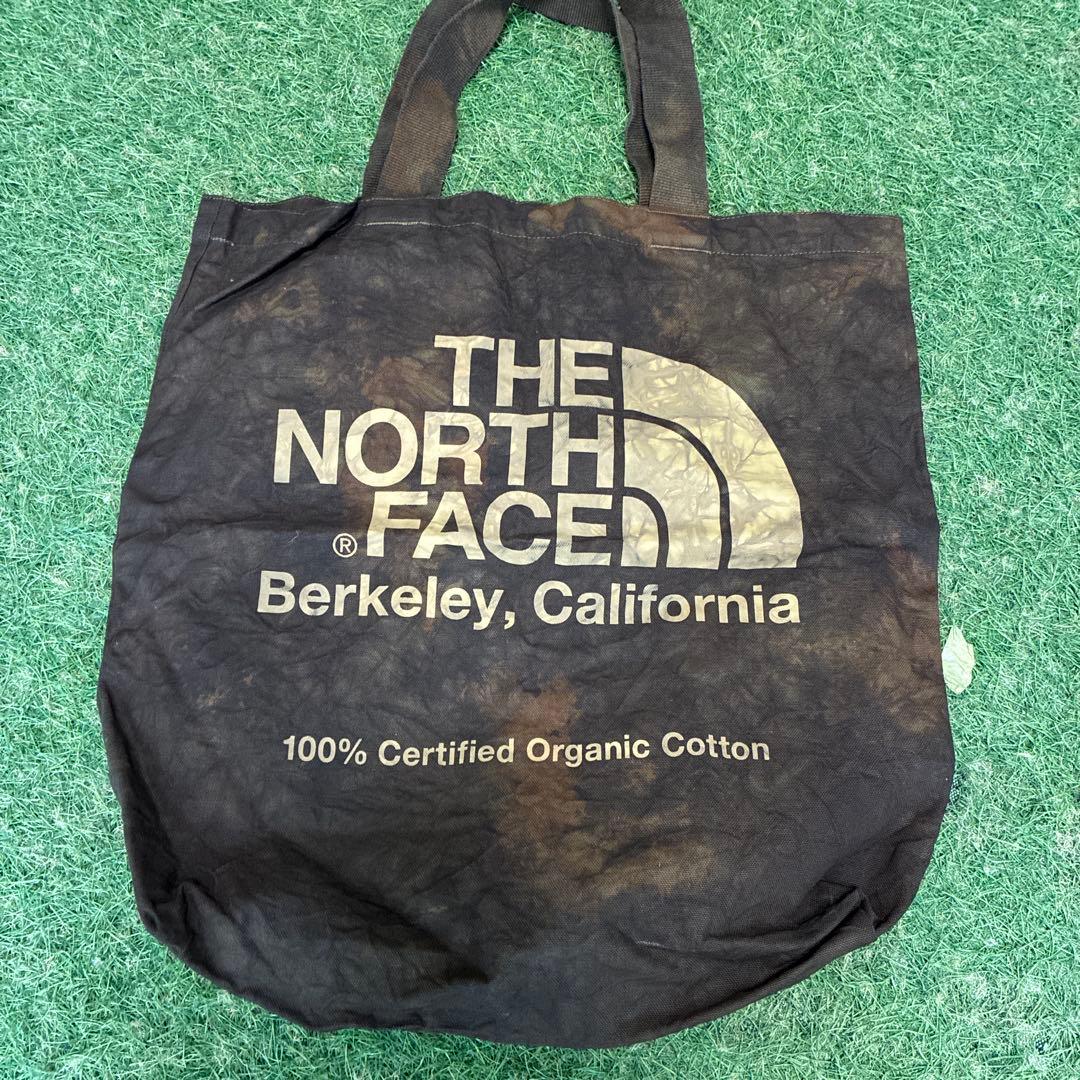 THE
NORTH
®FACE
Berkeley, California
100% Certified Organic Cotton